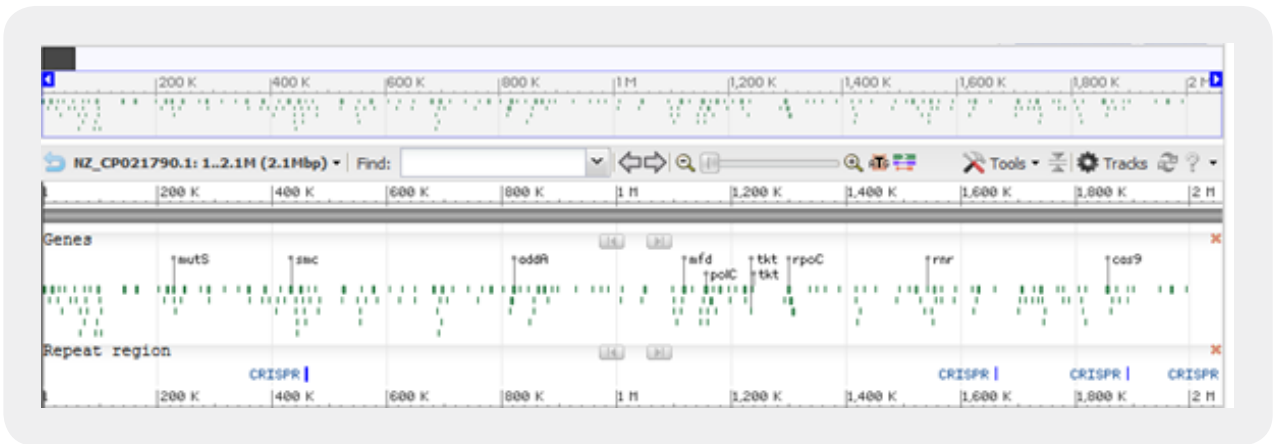 200 K 400 K 600 K 800 K 1 M 1,200 K 1,400 K 1,600 K 1,800 K 2 M
NZ_CP021790.1: 1..2.1M (2.1Mbp) Find: Tools Tracks ?
200 K 400 K 600 K 800 K 1 M 1,200 K 1,400 K 1,600 K 1,800 K 2 M
Genes
mutS smc addA mfd tkt rpoC rnr cas9
polC tkt
Repeat region
CRISPR CRISPR CRISPR CRISPR
200 K 400 K 600 K 800 K 1 M 1,200 K 1,400 K 1,600 K 1,800 K 2 M